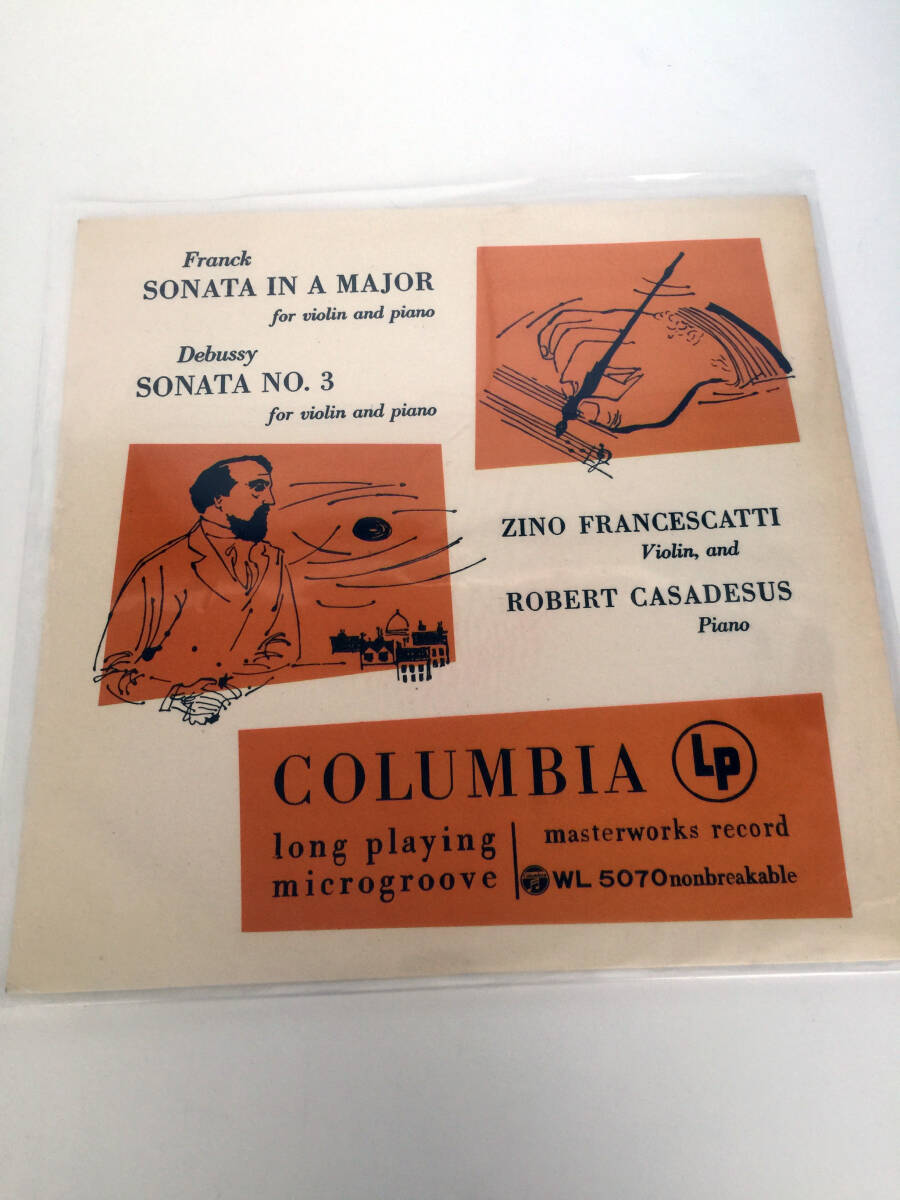 Franck
SONATA IN A MAJOR
for violin and piano
Debussy
SONATA NO. 3
for violin and piano
ZINO FRANCESCATTI
Violin, and
ROBERT CASADESUS
Piano
COLUMBIA LP
long playing
microgroove
masterworks record
WL 5070 nonbreakable